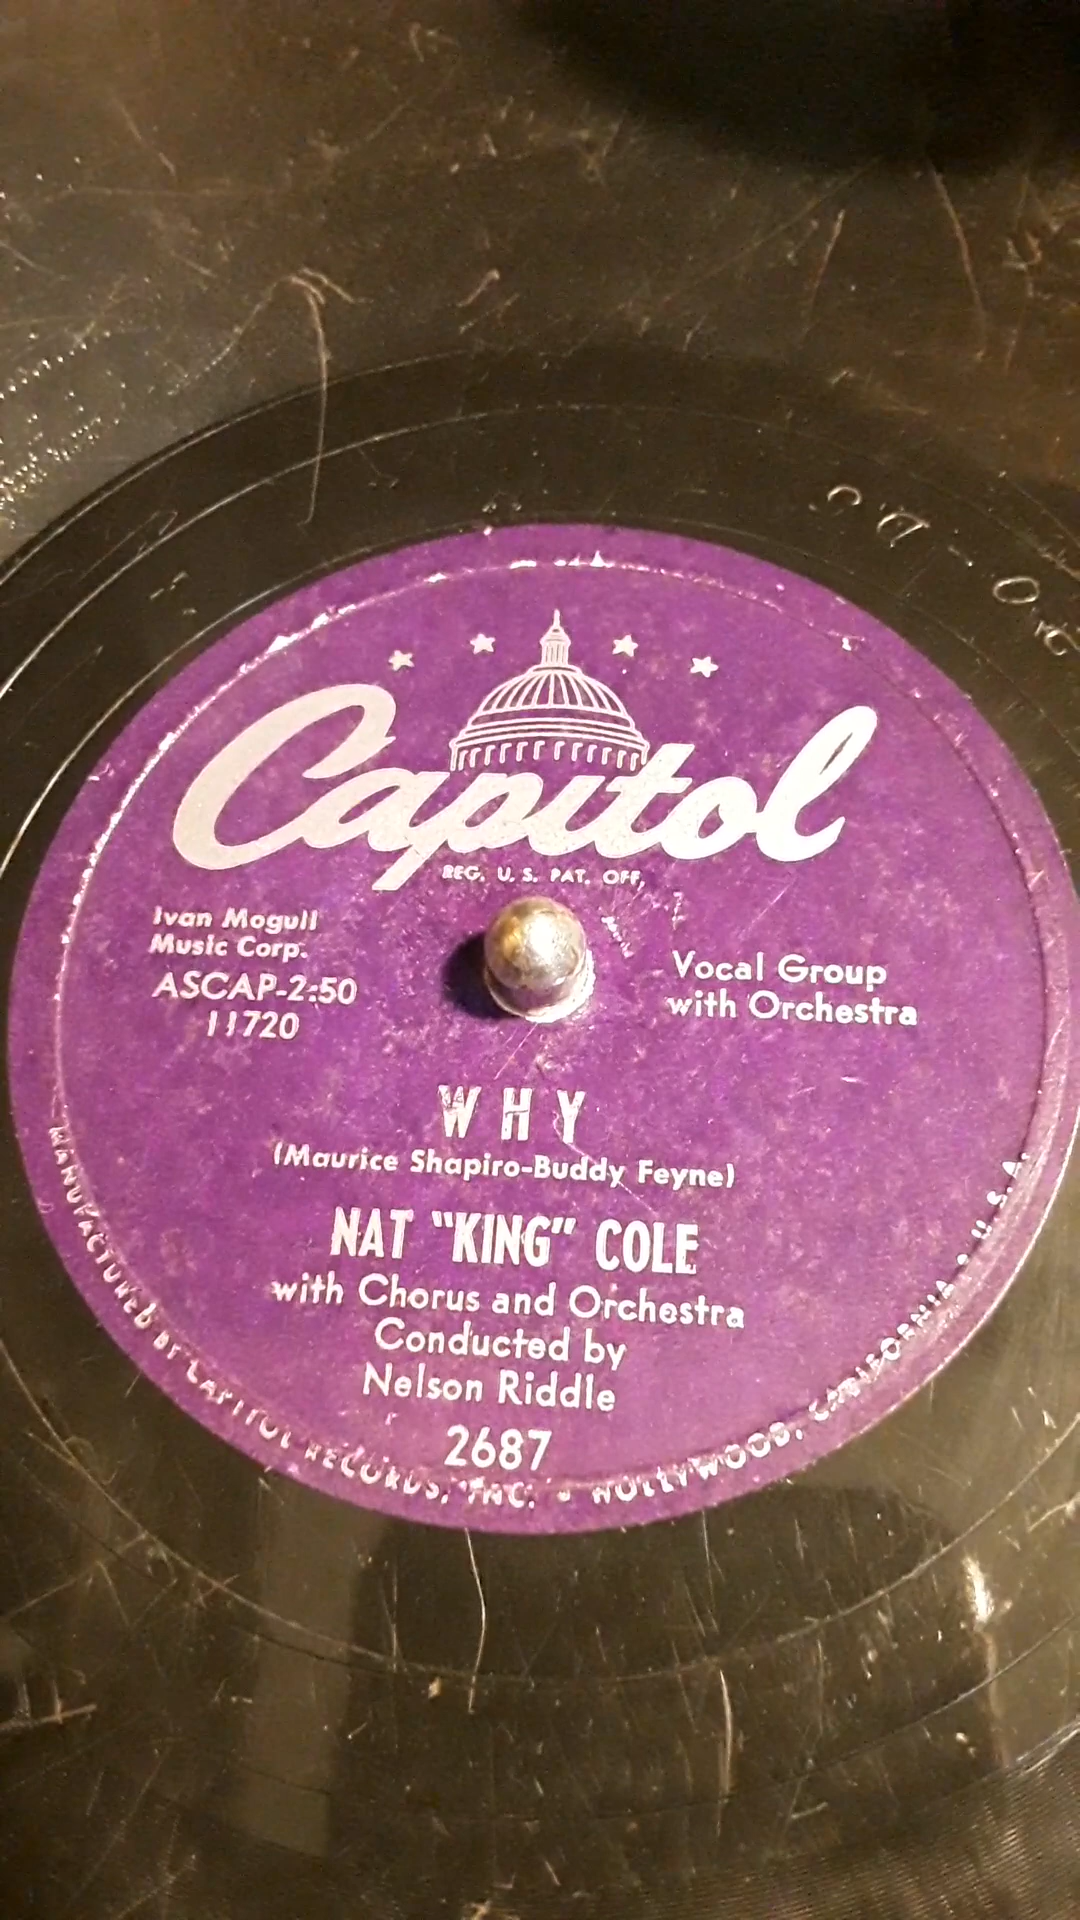 Capitol
REG. U. S. PAT. OFF.
Ivan Mogull
Music Corp.
ASCAP-2:50
11720
Vocal Group
with Orchestra
WHY
(Maurice Shapiro-Buddy Feyne)
NAT "KING" COLE
with Chorus and Orchestra
Conducted by
Nelson Riddle
2687
MANUFACTURED BY CAPITOL RECORDS, INC. • HOLLYWOOD, CALIFORNIA • U. S. A.